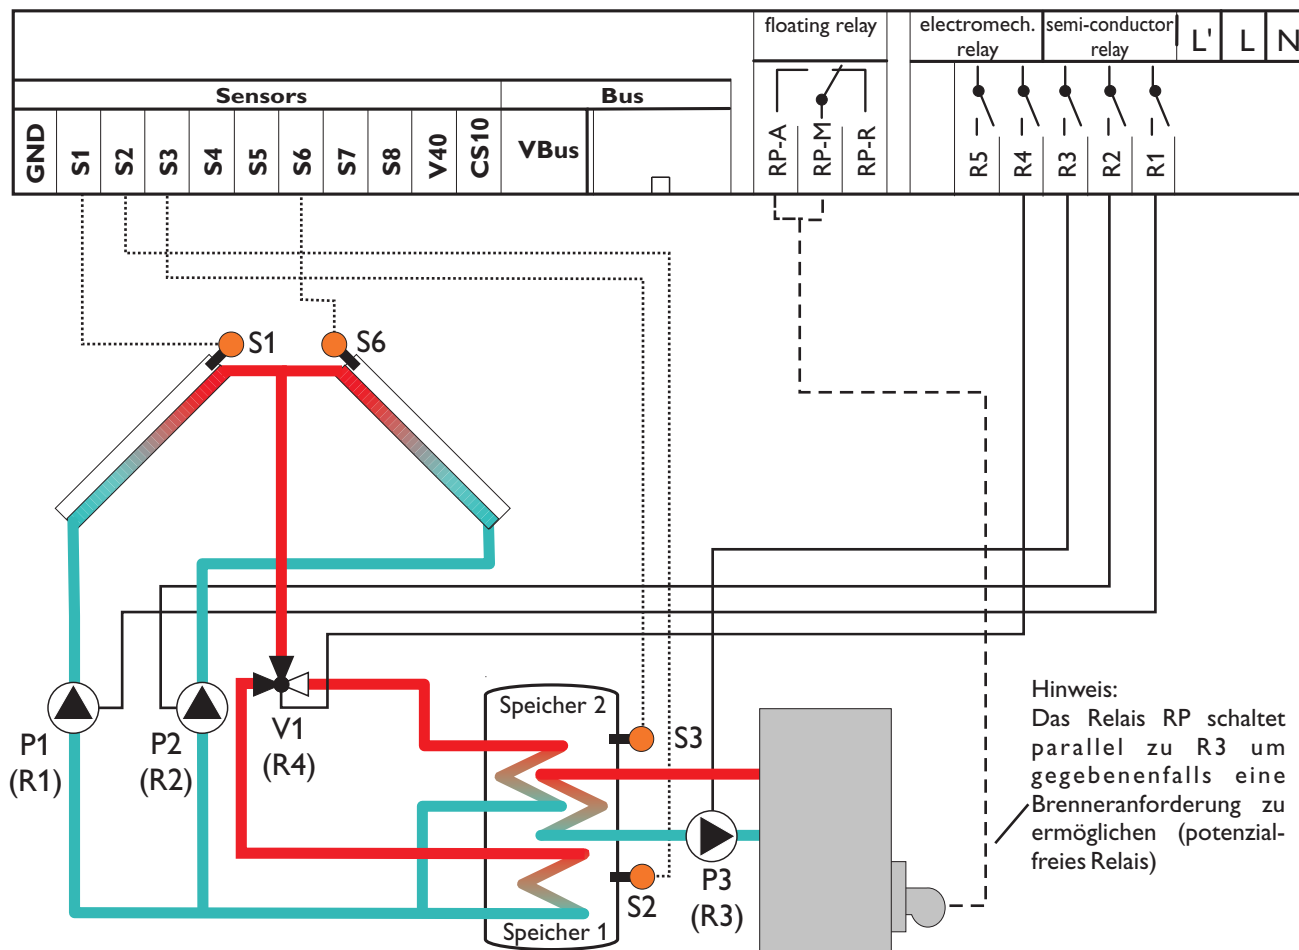 floating relay
electromech. relay
semi-conductor relay
L'
L
N
Sensors
Bus
GND
S1
S2
S3
S4
S5
S6
S7
S8
V40
CS10
VBus
RP-A
RP-M
RP-R
R5
R4
R3
R2
R1
S1
S6
P1
(R1)
P2
(R2)
V1
(R4)
Speicher 2
S3
S2
Speicher 1
P3
(R3)
Hinweis:
Das Relais RP schaltet
parallel zu R3 um
gegebenenfalls eine
Brenneranforderung zu
ermöglichen (potenzial-
freies Relais)